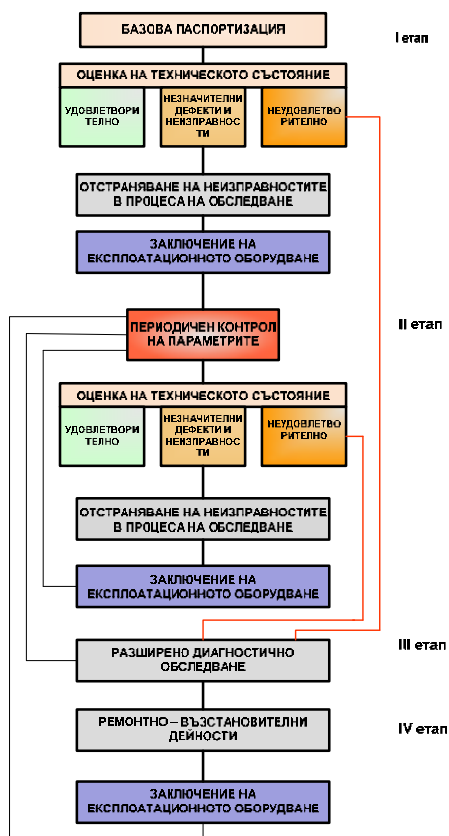 БАЗОВА ПАСПОРТИЗАЦИЯ
I етап
ОЦЕНКА НА ТЕХНИЧЕСКОТО СЪСТОЯНИЕ
УДОВЛЕТВОРИ
ТЕЛНО
НЕЗНАЧИТЕЛНИ
ДЕФЕКТИ И
НЕИЗПРАВНОС
ТИ
НЕУДОВЛЕТВО
РИТЕЛНО
ОТСТРАНЯВАНЕ НА НЕИЗПРАВНОСТИТЕ
В ПРОЦЕСА НА ОБСЛЕДВАНЕ
ЗАКЛЮЧЕНИЕ НА
ЕКСПЛОАТАЦИОННОТО ОБОРУДВАНЕ
ПЕРИОДИЧЕН КОНТРОЛ
НА ПАРАМЕТРИТЕ
II етап
ОЦЕНКА НА ТЕХНИЧЕСКОТО СЪСТОЯНИЕ
УДОВЛЕТВОРИ
ТЕЛНО
НЕЗНАЧИТЕЛНИ
ДЕФЕКТИ И
НЕИЗПРАВНОС
ТИ
НЕУДОВЛЕТВО
РИТЕЛНО
ОТСТРАНЯВАНЕ НА НЕИЗПРАВНОСТИТЕ
В ПРОЦЕСА НА ОБСЛЕДВАНЕ
ЗАКЛЮЧЕНИЕ НА
ЕКСПЛОАТАЦИОННОТО ОБОРУДВАНЕ
РАЗШИРЕНО ДИАГНОСТИЧНО
ОБСЛЕДВАНЕ
III етап
РЕМОНТНО – ВЪЗСТАНОВИТЕЛНИ
ДЕЙНОСТИ
IV етап
ЗАКЛЮЧЕНИЕ НА
ЕКСПЛОАТАЦИОННОТО ОБОРУДВАНЕ